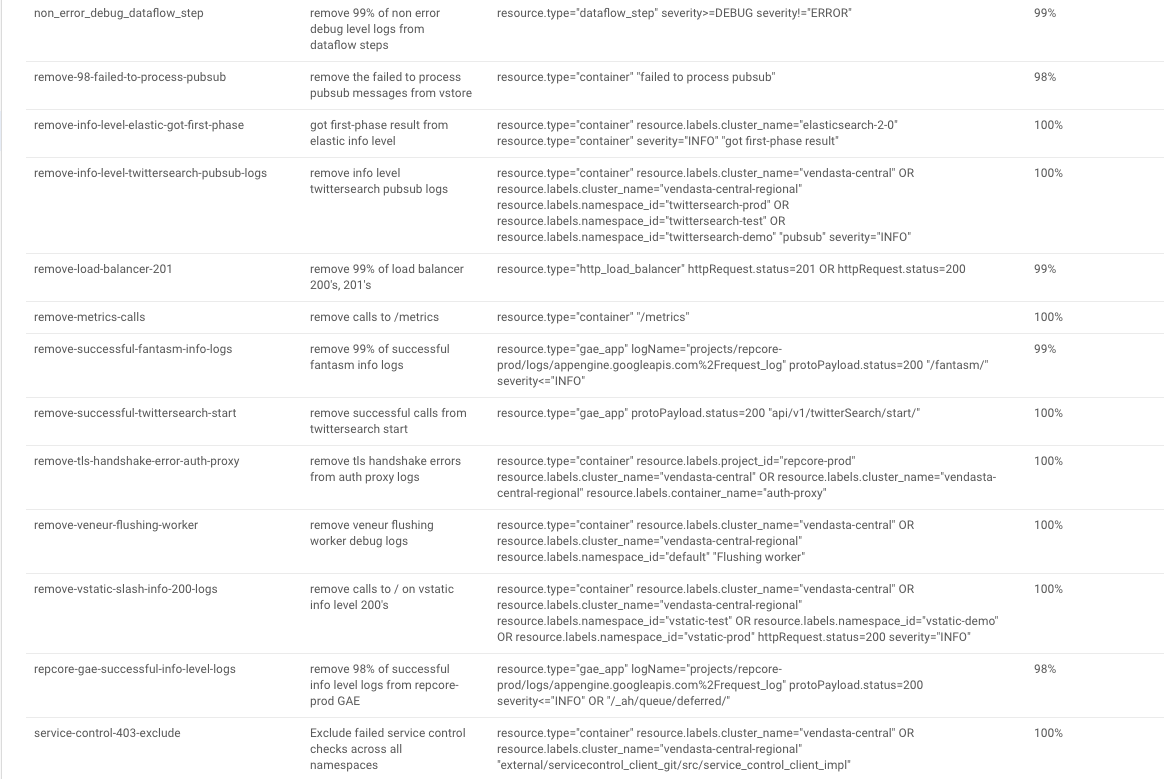 non_error_debug_dataflow_step
remove 99% of non error
debug level logs from
dataflow steps
resource.type="dataflow_step" severity>=DEBUG severity!="ERROR"
99%
remove-98-failed-to-process-pubsub
remove the failed to process
pubsub messages from vstore
resource.type="container" "failed to process pubsub"
98%
remove-info-level-elastic-got-first-phase
got first-phase result from
elastic info level
resource.type="container" resource.labels.cluster_name="elasticsearch-2-0"
resource.type="container" severity="INFO" "got first-phase result"
100%
remove-info-level-twittersearch-pubsub-logs
remove info level
twittersearch pubsub logs
resource.type="container" resource.labels.cluster_name="vendasta-central" OR
resource.labels.cluster_name="vendasta-central-regional"
resource.labels.namespace_id="twittersearch-prod" OR
resource.labels.namespace_id="twittersearch-test" OR
resource.labels.namespace_id="twittersearch-demo" "pubsub" severity="INFO"
100%
remove-load-balancer-201
remove 99% of load balancer
200's, 201's
resource.type="http_load_balancer" httpRequest.status=201 OR httpRequest.status=200
99%
remove-metrics-calls
remove calls to /metrics
resource.type="container" "/metrics"
100%
remove-successful-fantasm-info-logs
remove 99% of successful
fantasm info logs
resource.type="gae_app" logName="projects/repcore-
prod/logs/appengine.googleapis.com%2Frequest_log" protoPayload.status=200 "/fantasm/"
severity<="INFO"
99%
remove-successful-twittersearch-start
remove successful calls from
twittersearch start
resource.type="gae_app" protoPayload.status=200 "api/v1/twitterSearch/start/"
100%
remove-tls-handshake-error-auth-proxy
remove tls handshake errors
from auth proxy logs
resource.type="container" resource.labels.project_id="repcore-prod"
resource.labels.cluster_name="vendasta-central" OR resource.labels.cluster_name="vendasta-
central-regional" resource.labels.container_name="auth-proxy"
100%
remove-veneur-flushing-worker
remove veneur flushing
worker debug logs
resource.type="container" resource.labels.cluster_name="vendasta-central" OR
resource.labels.cluster_name="vendasta-central-regional"
resource.labels.namespace_id="default" "Flushing worker"
100%
remove-vstatic-slash-info-200-logs
remove calls to / on vstatic
info level 200's
resource.type="container" resource.labels.cluster_name="vendasta-central" OR
resource.labels.cluster_name="vendasta-central-regional"
resource.labels.namespace_id="vstatic-test" OR resource.labels.namespace_id="vstatic-demo"
OR resource.labels.namespace_id="vstatic-prod" httpRequest.status=200 severity="INFO"
100%
repcore-gae-successful-info-level-logs
remove 98% of successful
info level logs from repcore-
prod GAE
resource.type="gae_app" logName="projects/repcore-
prod/logs/appengine.googleapis.com%2Frequest_log" protoPayload.status=200
severity<="INFO" OR "/_ah/queue/deferred/"
98%
service-control-403-exclude
Exclude failed service control
checks across all
namespaces
resource.type="container" resource.labels.cluster_name="vendasta-central" OR
resource.labels.cluster_name="vendasta-central-regional"
"external/servicecontrol_client_git/src/service_control_client_impl"
100%